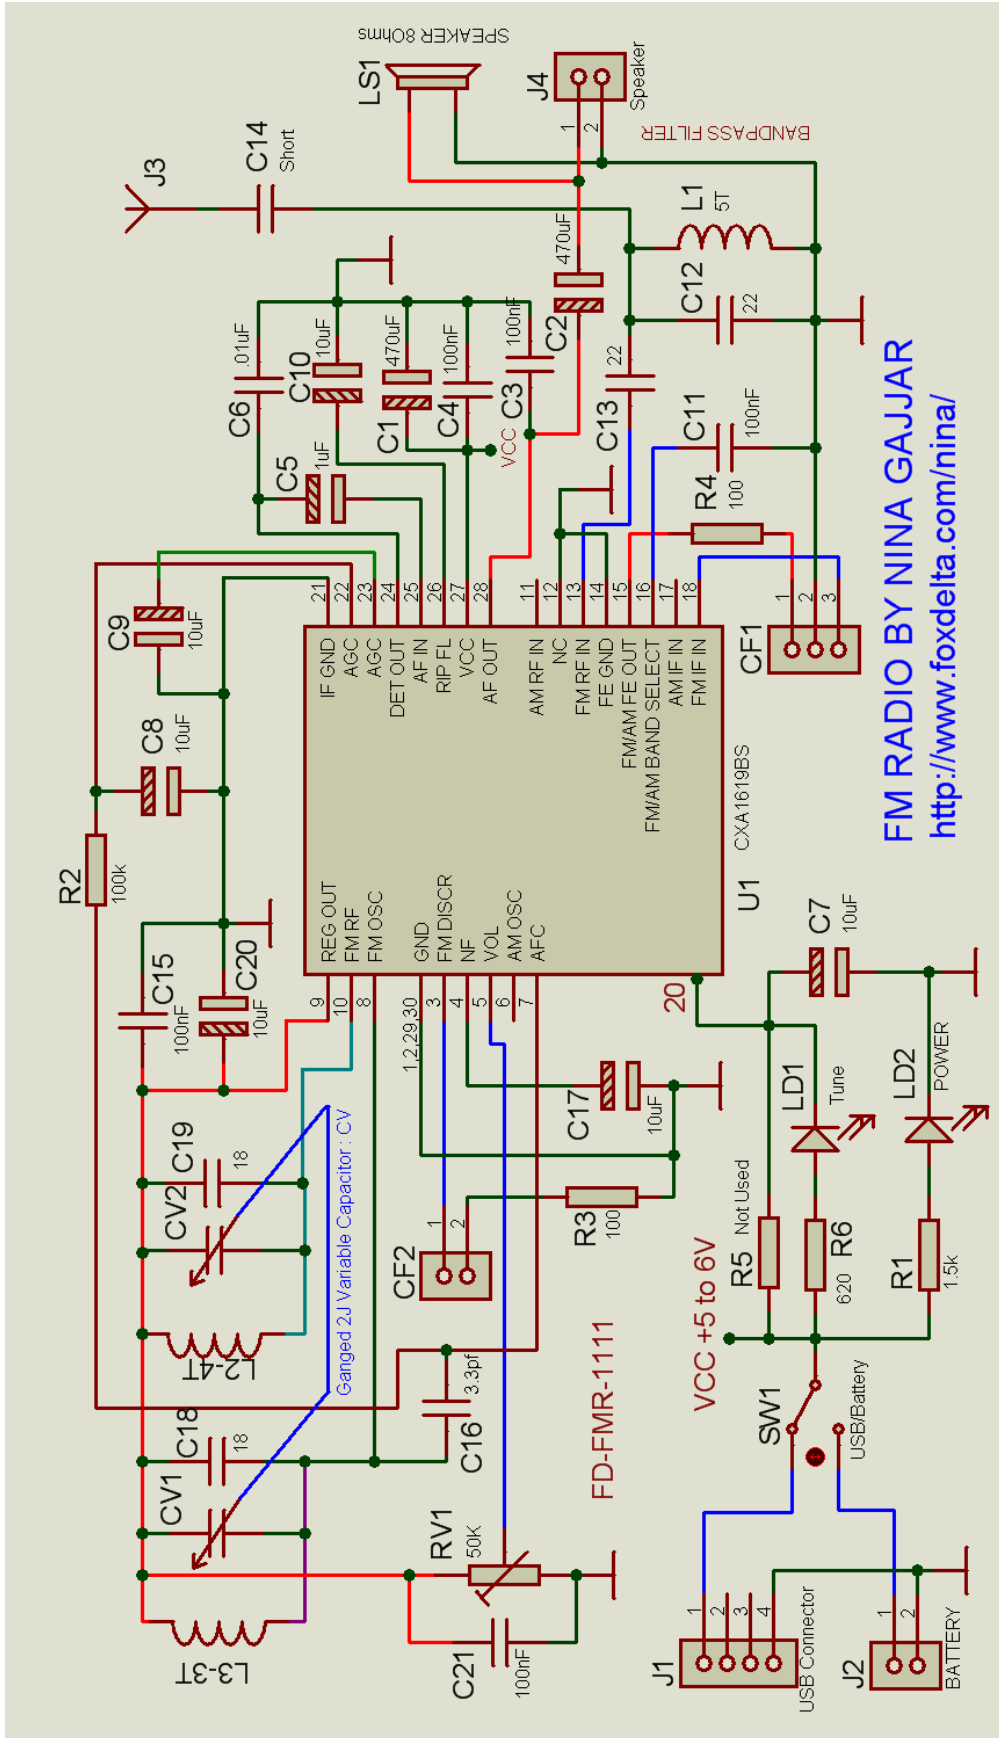 SPEAKER 8Ohms
LS1
J4
Speaker
1
2
BANDPASS FILTER
J3
C14
Short
L1
5T
C12
22
C13
22
C11
100nF
R4
100
CF1
1
2
3
C6
.01uF
C10
10uF
C1
470uF
C4
100nF
C3
100nF
C2
470uF
C5
1uF
VCC
C9
10uF
C8
10uF
R2
100k
C15
100nF
C20
10uF
21
22
23
24
25
26
27
28
11
12
13
14
15
16
17
18
IF GND
AGC
AGC
DET OUT
AF IN
RIP FL
VCC
AF OUT
AM RF IN
NC
FM RF IN
FE GND
FM/AM FE OUT
FM/AM BAND SELECT
AM IF IN
FM IF IN
REG OUT
FM RF
FM OSC
GND
FM DISCR
NF
VOL
AM OSC
AFC
9
10
8
1,2,29,30
3
4
5
6
7
20
U1
CXA1619BS
C19
18
CV2
L2-4T
Ganged 2J Variable Capacitor : CV
C18
18
CV1
L3-3T
C16
3.3pf
C17
10uF
R3
100
CF2
1
2
RV1
50K
C21
100nF
FD-FMR-1111
VCC +5 to 6V
C7
10uF
LD1
Tune
LD2
POWER
R5
Not Used
R6
620
R1
1.5k
SW1
USB/Battery
J1
1
2
3
4
USB Connector
J2
1
2
BATTERY
FM RADIO BY NINA GAJJAR
http://www.foxdelta.com/nina/